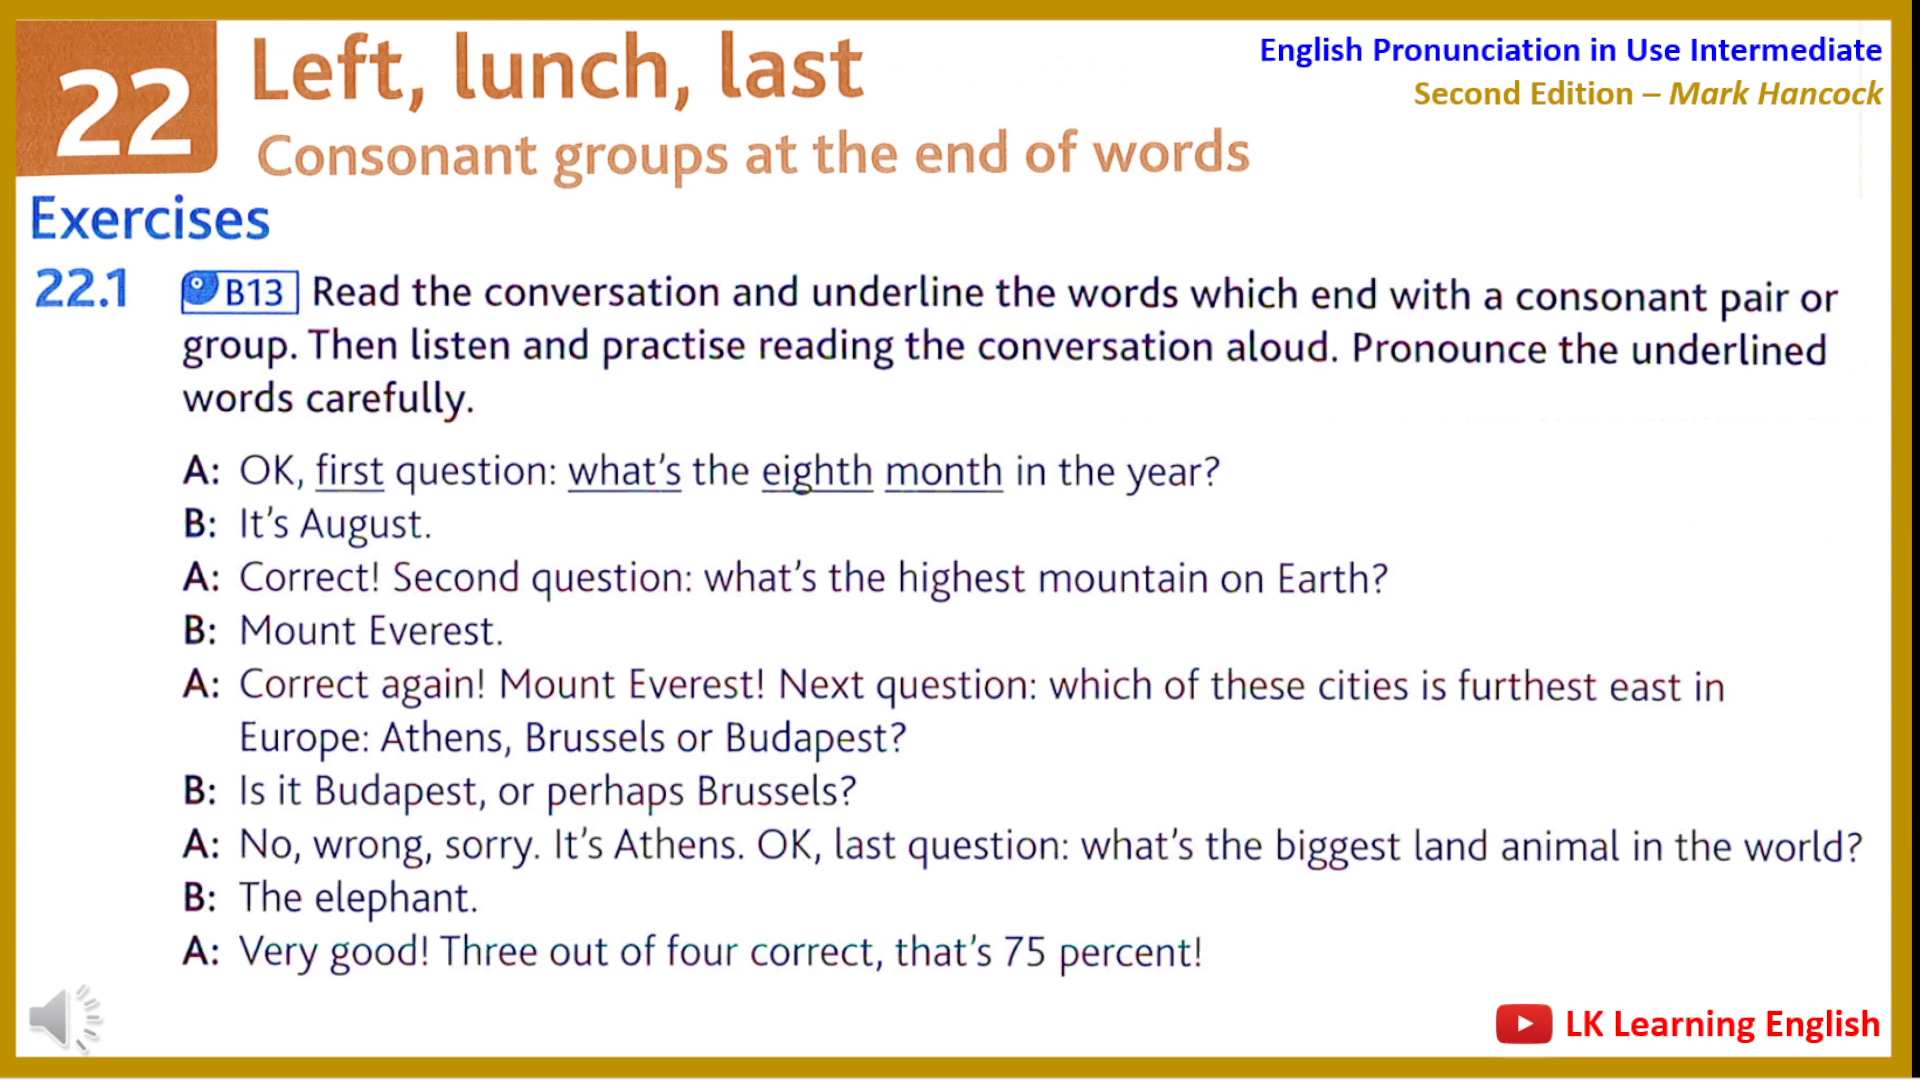 22
Left, lunch, last
Consonant groups at the end of words
English Pronunciation in Use Intermediate
Second Edition – Mark Hancock
Exercises
22.1 B13 Read the conversation and underline the words which end with a consonant pair or
group. Then listen and practise reading the conversation aloud. Pronounce the underlined
words carefully.
A: OK, first question: what's the eighth month in the year?
B: It's August.
A: Correct! Second question: what's the highest mountain on Earth?
B: Mount Everest.
A: Correct again! Mount Everest! Next question: which of these cities is furthest east in
Europe: Athens, Brussels or Budapest?
B: Is it Budapest, or perhaps Brussels?
A: No, wrong, sorry. It's Athens. OK, last question: what's the biggest land animal in the world?
B: The elephant.
A: Very good! Three out of four correct, that's 75 percent!
LK Learning English